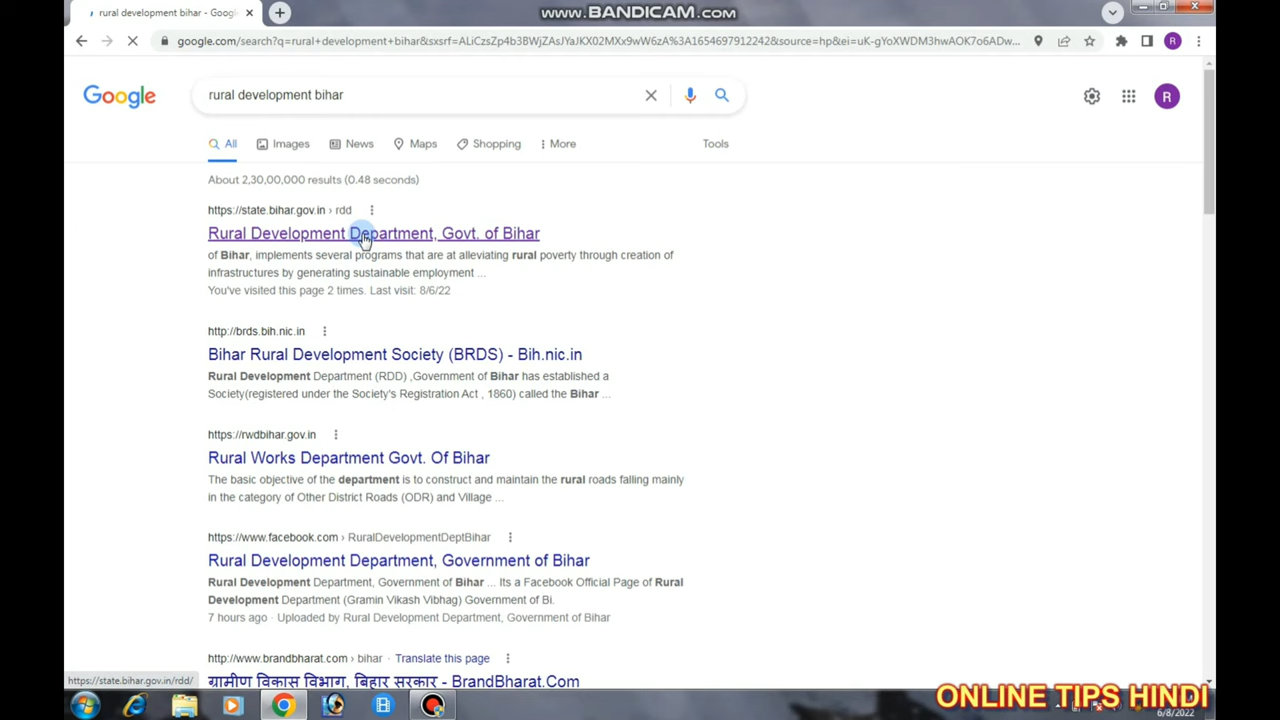 www.BANDICAM.com
rural development bihar - Googl
google.com/search?q=rural+development+bihar&sxsrf=ALiCzsZp4b3BWjZAsJYaJKX02MXx9wW6zA%3A1654697912242&source=hp&ei=uK-gYoXWDM3hwAOK7o6ADw...
R
Google
rural development bihar
R
All
Images
News
Maps
Shopping
More
Tools
About 2,30,00,000 results (0.48 seconds)
https://state.bihar.gov.in › rdd
Rural Development Department, Govt. of Bihar
of Bihar, implements several programs that are at alleviating rural poverty through creation of
infrastructures by generating sustainable employment ...
You've visited this page 2 times. Last visit: 8/6/22
http://brds.bih.nic.in
Bihar Rural Development Society (BRDS) - Bih.nic.in
Rural Development Department (RDD) ,Government of Bihar has established a
Society(registered under the Society's Registration Act , 1860) called the Bihar ...
https://rwdbihar.gov.in
Rural Works Department Govt. Of Bihar
The basic objective of the department is to construct and maintain the rural roads falling mainly
in the category of Other District Roads (ODR) and Village ...
https://www.facebook.com › RuralDevelopmentDeptBihar
Rural Development Department, Government of Bihar
Rural Development Department, Government of Bihar ... Its a Facebook Official Page of Rural
Development Department (Gramin Vikash Vibhag) Government of Bi.
7 hours ago · Uploaded by Rural Development Department, Government of Bihar
http://www.brandbharat.com › bihar · Translate this page
ग्रामीण विकास विभाग, बिहार सरकार - BrandBharat.Com
https://state.bihar.gov.in/rdd/
ONLINE TIPS HINDI
6/8/2022